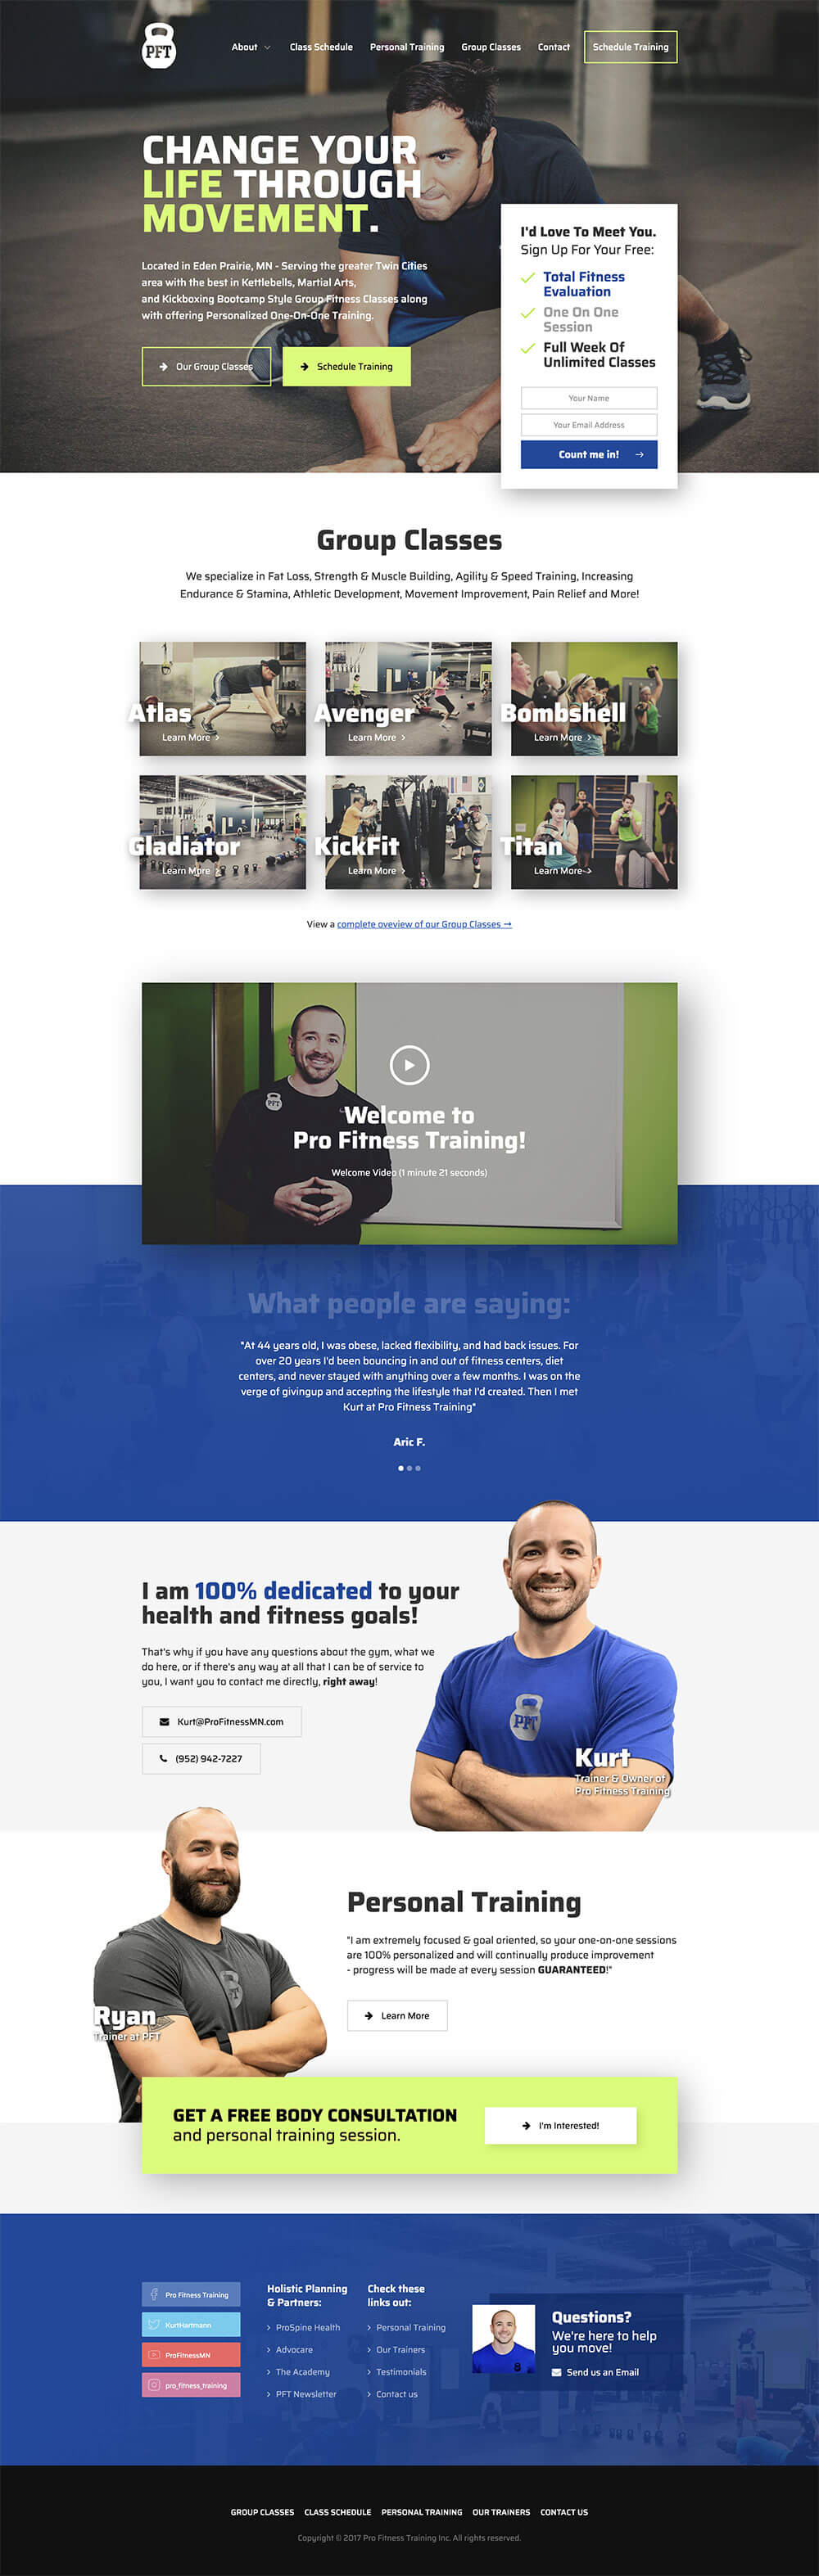 PFT
About
Class Schedule
Personal Training
Group Classes
Contact
Schedule Training
CHANGE YOUR
LIFE THROUGH
MOVEMENT.
Located in Eden Prairie, MN - Serving the greater Twin Cities
area with the best in Kettlebells, Martial Arts,
and Kickboxing Bootcamp Style Group Fitness Classes along
with offering Personalized One-On-One Training.
Our Group Classes
Schedule Training
I'd Love To Meet You.
Sign Up For Your Free:
Total Fitness
Evaluation
One On One
Session
Full Week Of
Unlimited Classes
Your Name
Your Email Address
Count me in! →
Group Classes
We specialize in Fat Loss, Strength & Muscle Building, Agility & Speed Training, Increasing
Endurance & Stamina, Athletic Development, Movement Improvement, Pain Relief and More!
Atlas
Learn More >
Avenger
Learn More >
Bombshell
Learn More >
Gladiator
Learn More >
KickFit
Learn More >
Titan
Learn More >
View a complete oveview of our Group Classes →
PFT
Welcome to
Pro Fitness Training!
Welcome Video (1 minute 21 seconds)
What people are saying:
"At 44 years old, I was obese, lacked flexibility, and had back issues. For
over 20 years I'd been bouncing in and out of fitness centers, diet
centers, and never stayed with anything over a few months. I was on the
verge of givingup and accepting the lifestyle that I'd created. Then I met
Kurt at Pro Fitness Training"
Aric F.
I am 100% dedicated to your
health and fitness goals!
That's why if you have any questions about the gym, what we
do here, or if there's any way at all that I can be of service to
you, I want you to contact me directly, right away!
Kurt@ProFitnessMN.com
(952) 942-7227
PFT
Kurt
Trainer & Owner of
Pro Fitness Training
Ryan
Trainer at PFT
Personal Training
"I am extremely focused & goal oriented, so your one-on-one sessions
are 100% personalized and will continually produce improvement
- progress will be made at every session GUARANTEED!"
Learn More
GET A FREE BODY CONSULTATION
and personal training session.
I'm Interested!
Pro Fitness Training
KurtHartmann
ProFitnessMN
pro_fitness_training
Holistic Planning
& Partners:
> ProSpine Health
> Advocare
> The Academy
> PFT Newsletter
Check these
links out:
> Personal Training
> Our Trainers
> Testimonials
> Contact us
Questions?
We're here to help
you move!
Send us an Email
GROUP CLASSES
CLASS SCHEDULE
PERSONAL TRAINING
OUR TRAINERS
CONTACT US
Copyright © 2017 Pro Fitness Training Inc. All rights reserved.